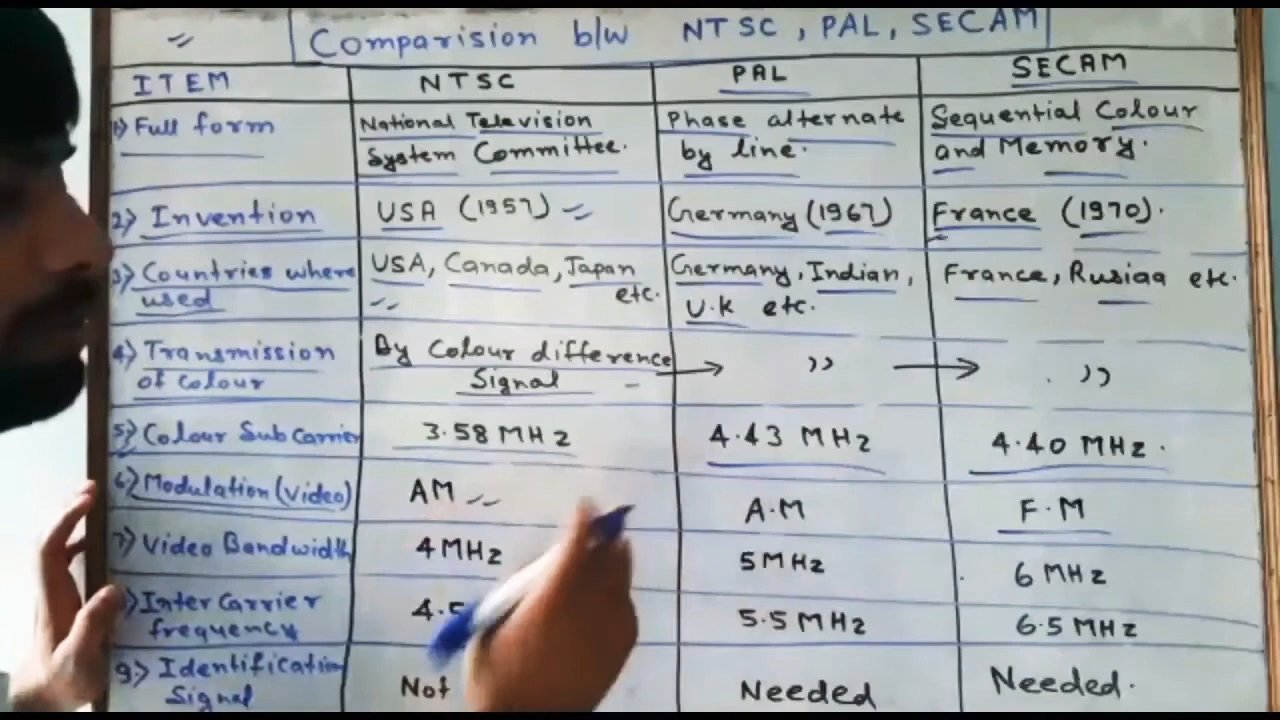 Comparision b/w NTSC, PAL, SECAM
ITEM NTSC PAL SECAM
1) Full form National Television Phase alternate Sequential Colour
System Committee. by line. and Memory.
2) Invention USA (1957) Germany (1967) France (1970).
3) Countries where USA, Canada, Japan Germany, Indian, France, Rusiaa etc.
used etc. U.K etc.
4) Transmission By Colour difference → ,, → ,,
of colour Signal
5) Colour Sub Carrier 3.58 MHz 4.43 MHz 4.40 MHz.
6) Modulation (Video) AM A.M F.M
7) Video Bandwidth 4 MHz 5 MHz 6 MHz
Inter Carrier 5.5 MHz 6.5 MHz
frequency
9) Identification Not Needed Needed.
Signal